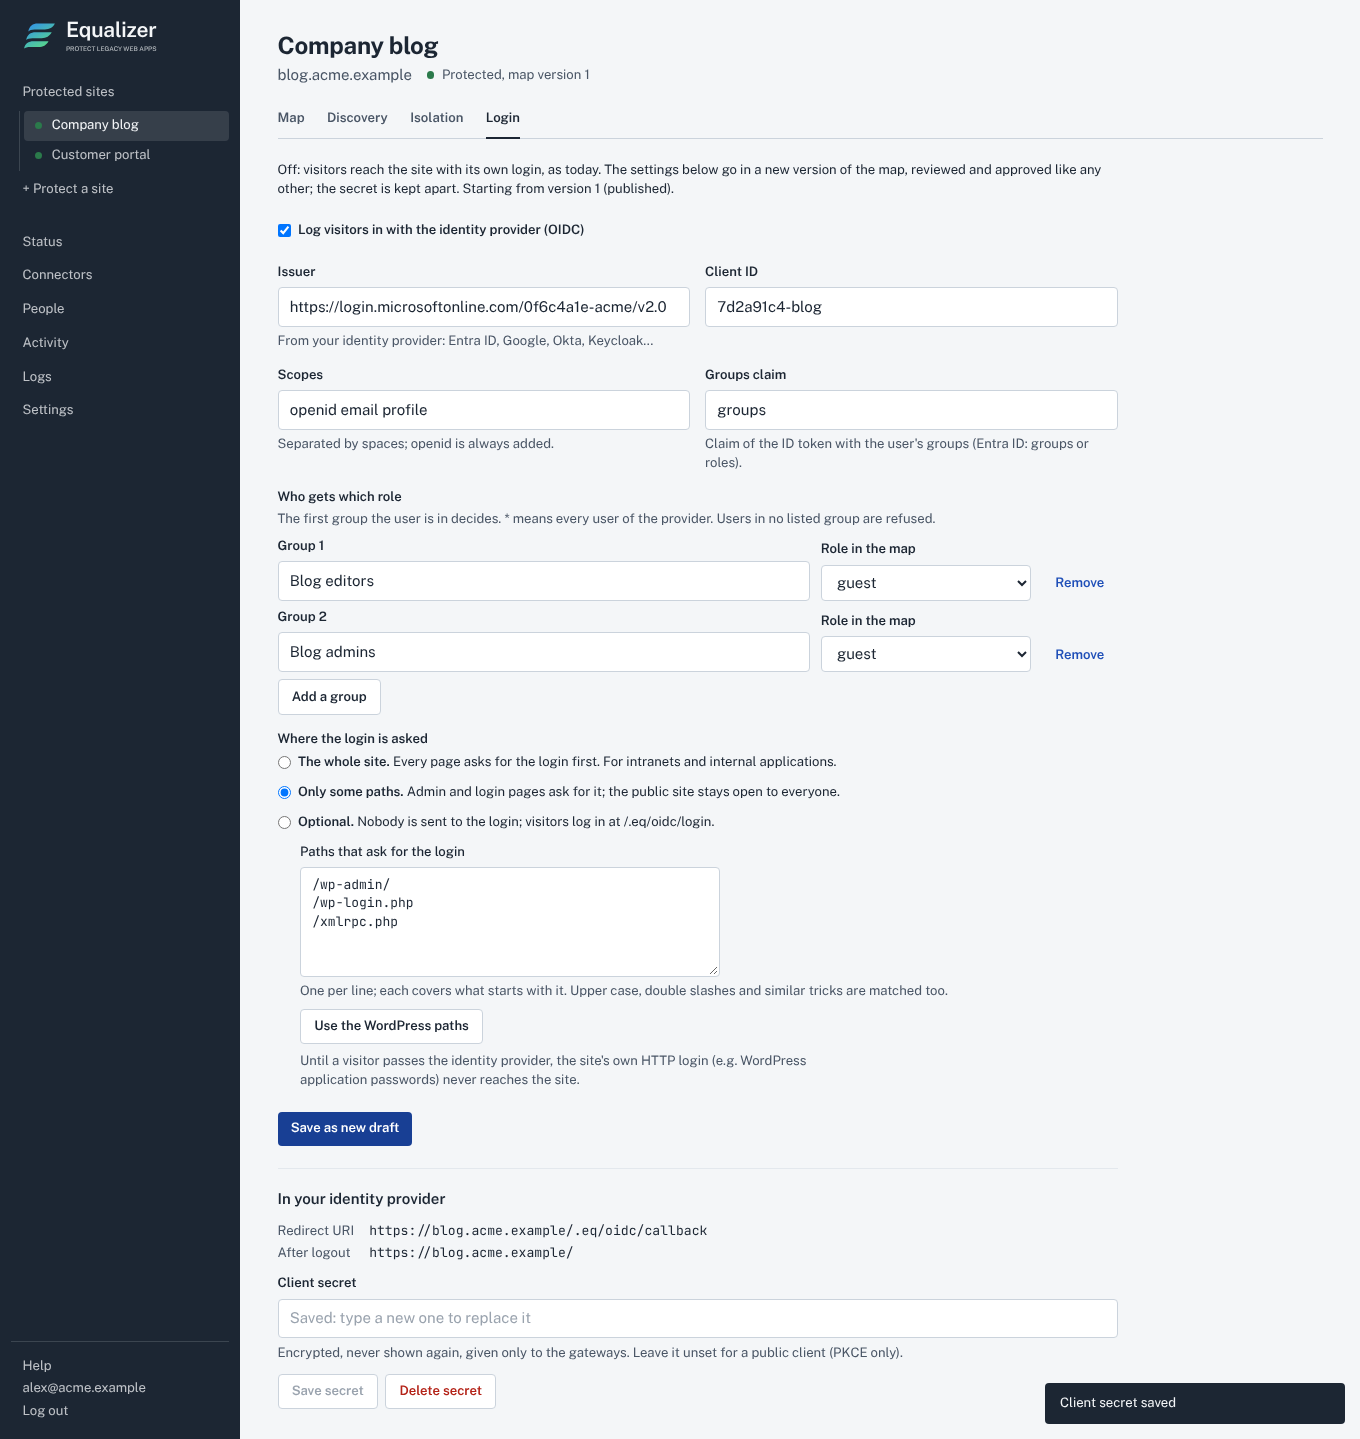 Equalizer
PROTECT LEGACY WEB APPS
Protected sites
Company blog
Customer portal
+ Protect a site
Status
Connectors
People
Activity
Logs
Settings
Help
alex@acme.example
Log out
Company blog
blog.acme.example Protected, map version 1
Map Discovery Isolation Login
Off: visitors reach the site with its own login, as today. The settings below go in a new version of the map, reviewed and approved like any
other; the secret is kept apart. Starting from version 1 (published).
Log visitors in with the identity provider (OIDC)
Issuer Client ID
https://login.microsoftonline.com/0f6c4a1e-acme/v2.0 7d2a91c4-blog
From your identity provider: Entra ID, Google, Okta, Keycloak...
Scopes Groups claim
openid email profile groups
Separated by spaces; openid is always added. Claim of the ID token with the user's groups (Entra ID: groups or
roles).
Who gets which role
The first group the user is in decides. * means every user of the provider. Users in no listed group are refused.
Group 1 Role in the map
Blog editors guest Remove
Group 2 Role in the map
Blog admins guest Remove
Add a group
Where the login is asked
The whole site. Every page asks for the login first. For intranets and internal applications.
Only some paths. Admin and login pages ask for it; the public site stays open to everyone.
Optional. Nobody is sent to the login; visitors log in at /.eq/oidc/login.
Paths that ask for the login
/wp-admin/
/wp-login.php
/xmlrpc.php
One per line; each covers what starts with it. Upper case, double slashes and similar tricks are matched too.
Use the WordPress paths
Until a visitor passes the identity provider, the site's own HTTP login (e.g. WordPress
application passwords) never reaches the site.
Save as new draft
In your identity provider
Redirect URI https://blog.acme.example/.eq/oidc/callback
After logout https://blog.acme.example/
Client secret
Saved: type a new one to replace it
Encrypted, never shown again, given only to the gateways. Leave it unset for a public client (PKCE only).
Save secret Delete secret
Client secret saved